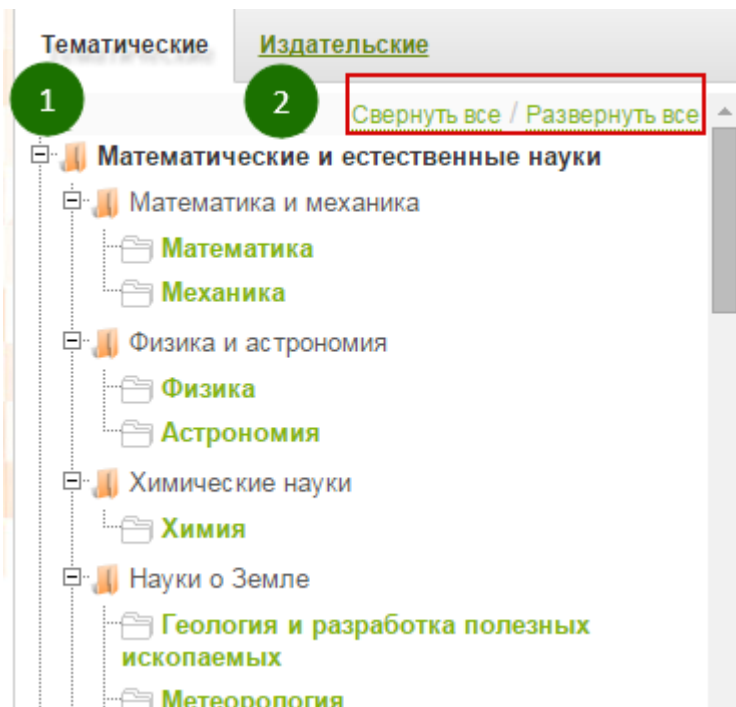 Тематические Издательские
1 2 Свернуть все / Развернуть все
Математические и естественные науки
Математика и механика
Математика
Механика
Физика и астрономия
Физика
Астрономия
Химические науки
Химия
Науки о Земле
Геология и разработка полезных
ископаемых
Метеорология